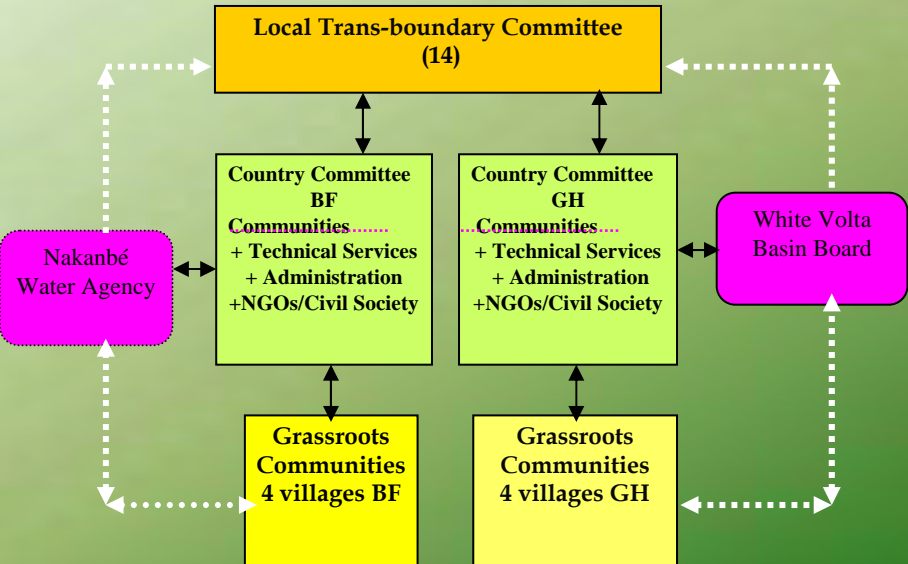 Local Trans-boundary Committee
(14)
Country Committee
BF
Communities
+ Technical Services
+ Administration
+NGOs/Civil Society
Country Committee
GH
Communities
+ Technical Services
+ Administration
+NGOs/Civil Society
Nakanbé
Water Agency
White Volta
Basin Board
Grassroots
Communities
4 villages BF
Grassroots
Communities
4 villages GH